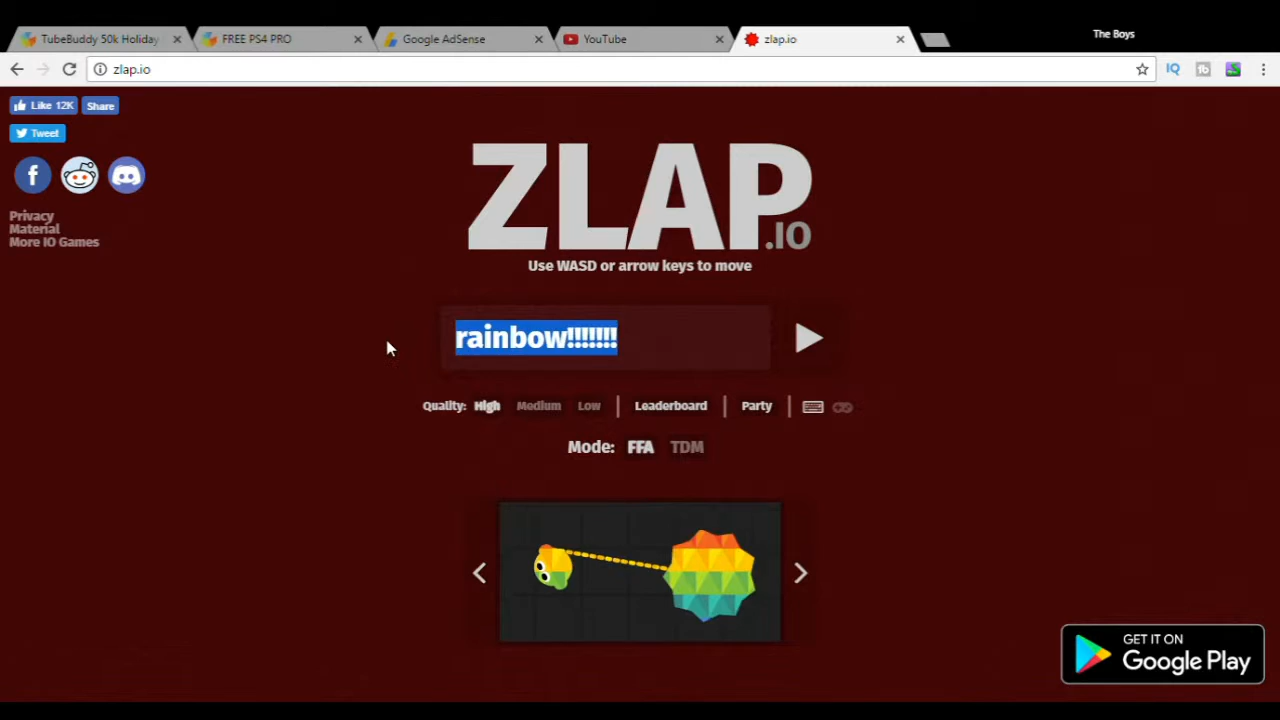 TubeBuddy 50k Holiday
FREE PS4 PRO
Google AdSense
YouTube
zlap.io
The Boys
zlap.io
IQ
tb
Like 12K
Share
Tweet
Privacy
Material
More IO Games
ZLAP.IO
Use WASD or arrow keys to move
rainbow!!!!!!!
Quality: High Medium Low | Leaderboard | Party |
Mode: FFA TDM
GET IT ON
Google Play